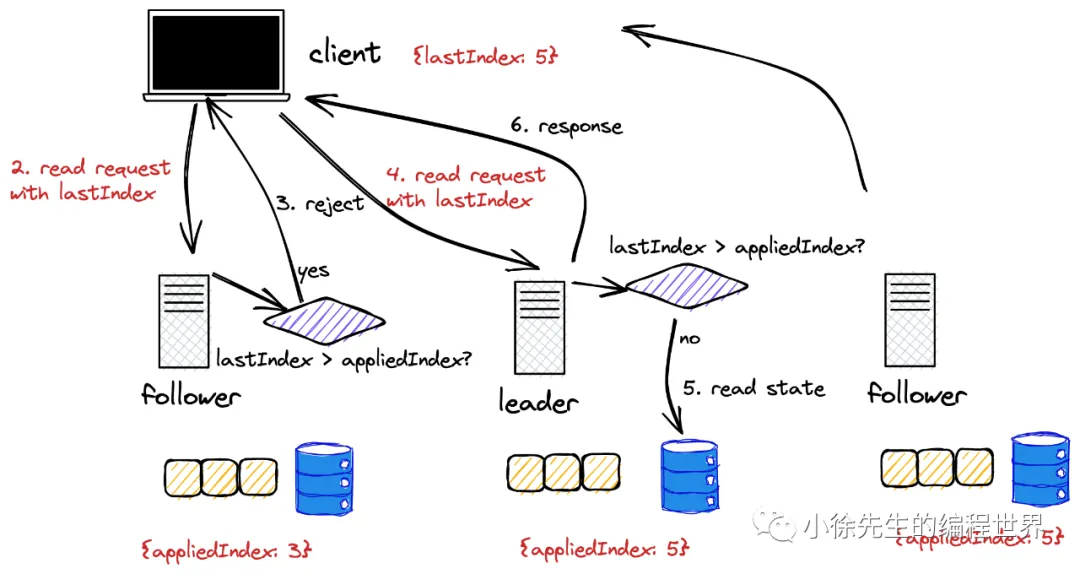 client
{lastIndex: 5}
6. response
2. read request
with lastIndex
3. reject
4. read request
with lastIndex
yes
lastIndex > appliedIndex?
lastIndex > appliedIndex?
no
5. read state
follower
leader
follower
小徐先生的编程世界
{appliedIndex: 3}
{appliedIndex: 5}
{appliedIndex: 5}